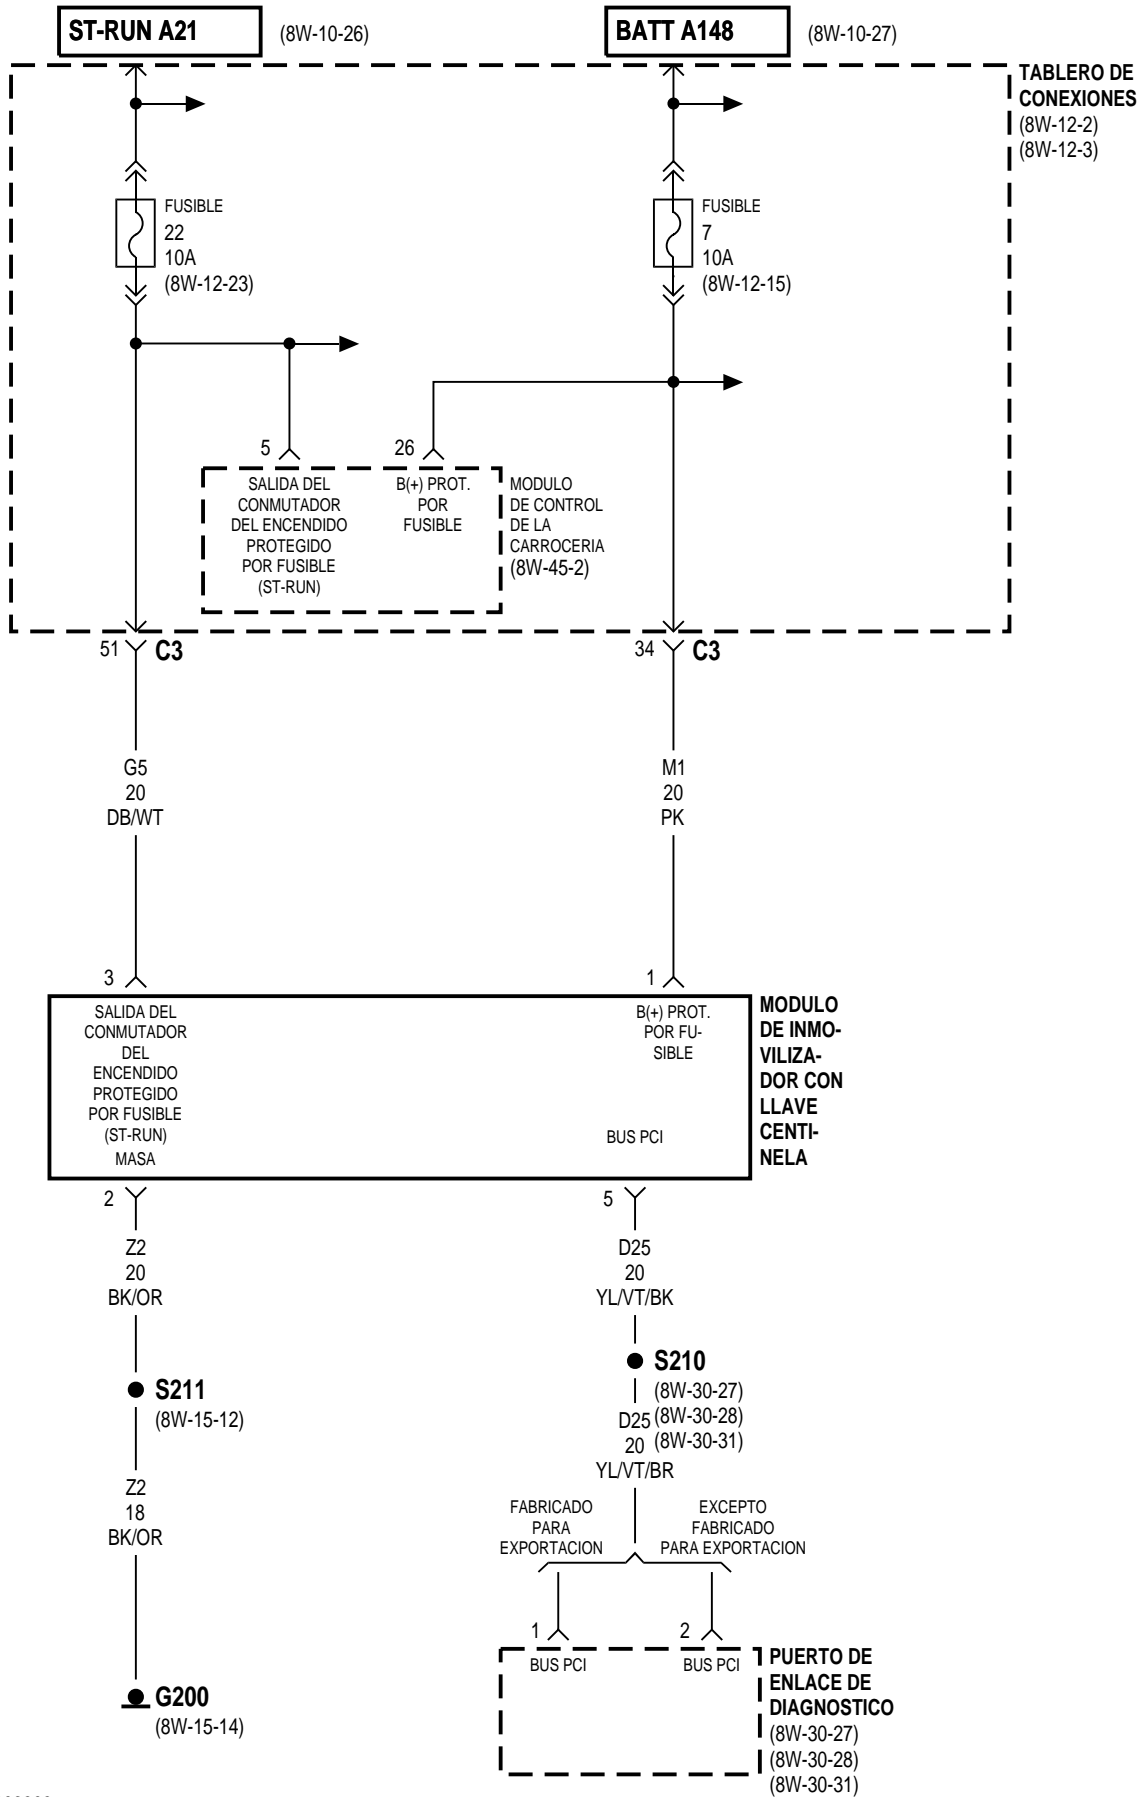 ST-RUN A21
(8W-10-26)
BATT A148
(8W-10-27)
TABLERO DE
CONEXIONES
(8W-12-2)
(8W-12-3)
FUSIBLE
22
10A
(8W-12-23)
FUSIBLE
7
10A
(8W-12-15)
5
26
SALIDA DEL
CONMUTADOR
DEL ENCENDIDO
PROTEGIDO
POR FUSIBLE
(ST-RUN)
B(+) PROT.
POR
FUSIBLE
MODULO
DE CONTROL
DE LA
CARROCERIA
(8W-45-2)
51
C3
34
C3
G5
20
DB/WT
M1
20
PK
3
1
SALIDA DEL
CONMUTADOR
DEL
ENCENDIDO
PROTEGIDO
POR FUSIBLE
(ST-RUN)
MASA
B(+) PROT.
POR FU-
SIBLE
BUS PCI
MODULO
DE INMO-
VILIZA-
DOR CON
LLAVE
CENTI-
NELA
2
5
Z2
20
BK/OR
D25
20
YL/VT/BK
S211
(8W-15-12)
S210
(8W-30-27)
(8W-30-28)
(8W-30-31)
D25
20
YL/VT/BR
Z2
18
BK/OR
FABRICADO
PARA
EXPORTACION
EXCEPTO
FABRICADO
PARA EXPORTACION
1
2
BUS PCI
BUS PCI
PUERTO DE
ENLACE DE
DIAGNOSTICO
(8W-30-27)
(8W-30-28)
(8W-30-31)
G200
(8W-15-14)